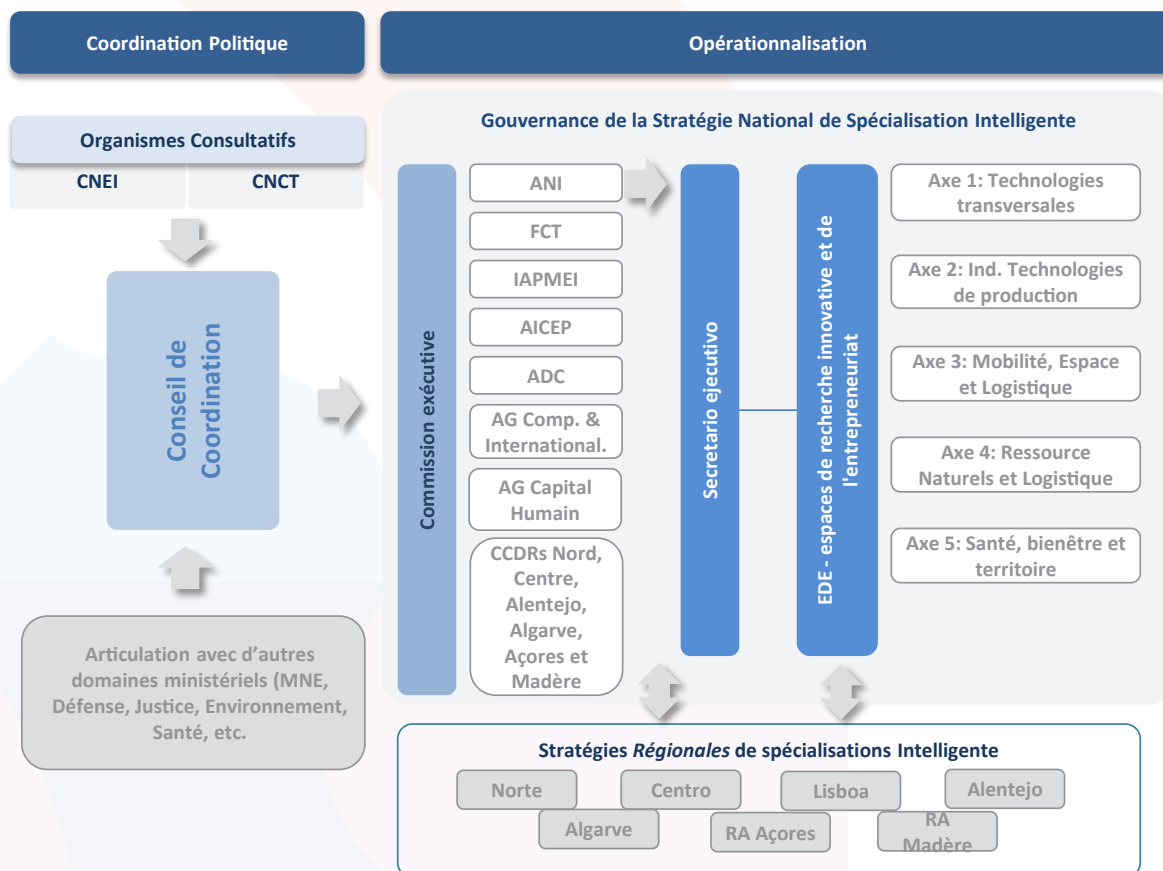 Coordination Politique
Opérationnalisation
Organismes Consultatifs
CNEI
CNCT
Conseil de
Coordination
Articulation avec d'autres
domaines ministériels (MNE,
Défense, Justice, Environnement,
Santé, etc.
Gouvernance de la Stratégie National de Spécialisation Intelligente
Commission exécutive
ANI
FCT
IAPMEI
AICEP
ADC
AG Comp. &
International.
AG Capital
Humain
CCDRs Nord,
Centre,
Alentejo,
Algarve,
Açores et
Madère
Secretario ejecutivo
EDE - espaces de recherche innovative et de
l'entrepreneuriat
Axe 1: Technologies
transversales
Axe 2: Ind. Technologies
de production
Axe 3: Mobilité, Espace
et Logistique
Axe 4: Ressource
Naturels et Logistique
Axe 5: Santé, bienêtre et
territoire
Stratégies Régionales de spécialisations Intelligente
Norte
Centro
Lisboa
Alentejo
Algarve
RA Açores
RA
Madère